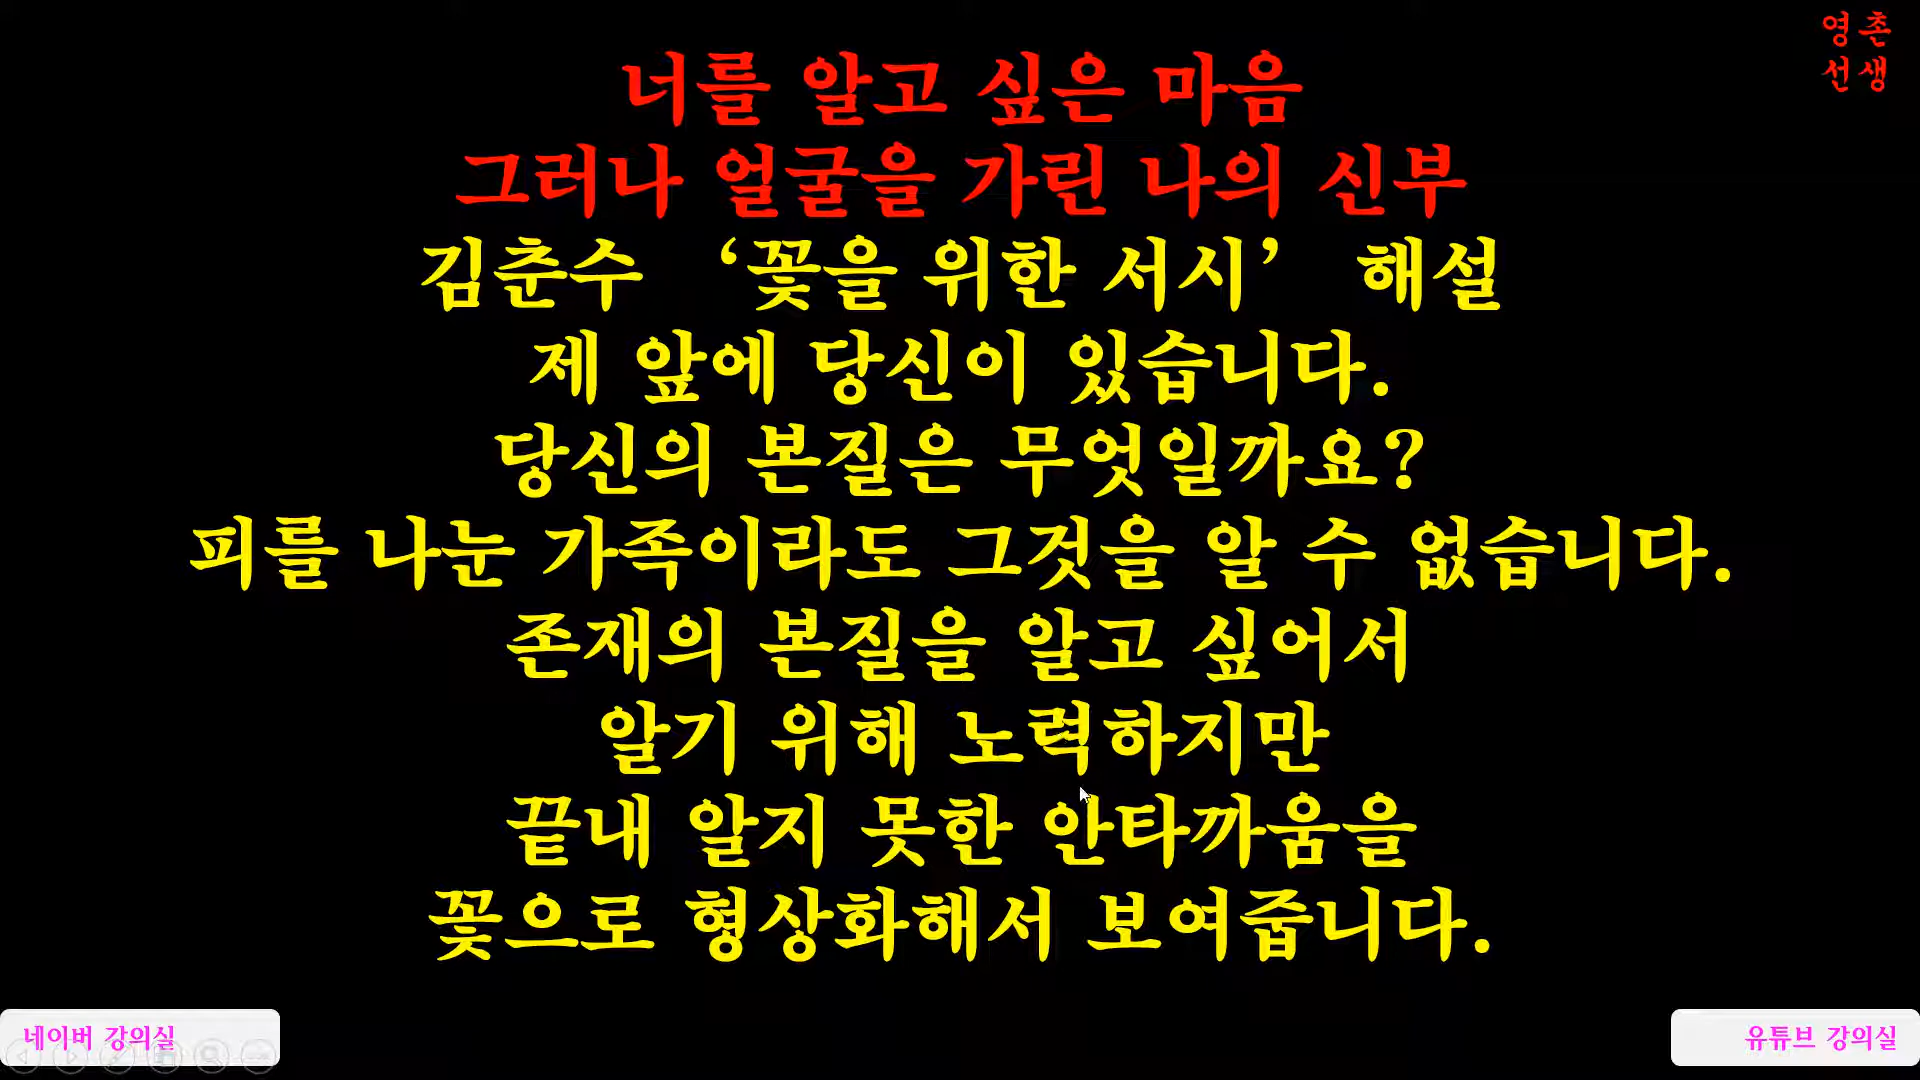 영촌
선생
너를 알고 싶은 마음
그러나 얼굴을 가린 나의 신부
김춘수 ‘꽃을 위한 서시’ 해설
제 앞에 당신이 있습니다.
당신의 본질은 무엇일까요?
피를 나눈 가족이라도 그것을 알 수 없습니다.
존재의 본질을 알고 싶어서
알기 위해 노력하지만
끝내 알지 못한 안타까움을
꽃으로 형상화해서 보여줍니다.
네이버 강의실
유튜브 강의실